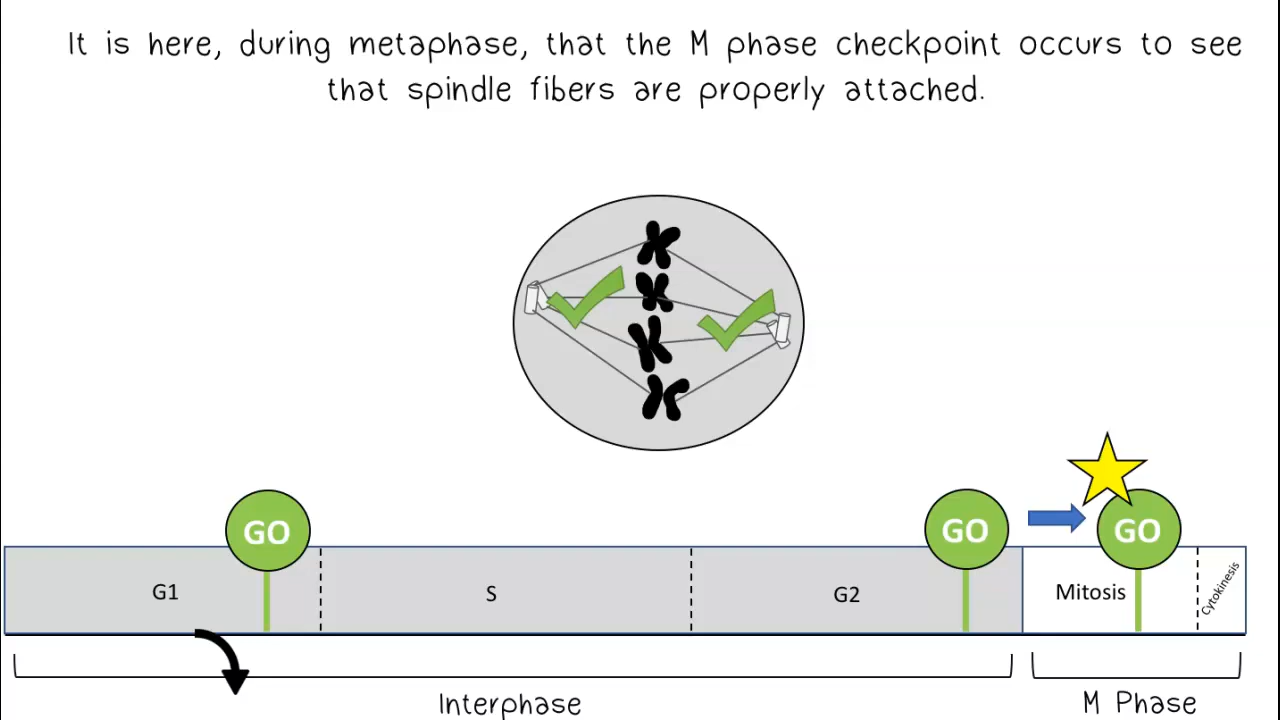 It is here, during metaphase, that the M phase checkpoint occurs to see
that spindle fibers are properly attached.
GO
GO
GO
G1
S
G2
Mitosis
Cytokinesis
Interphase
M Phase